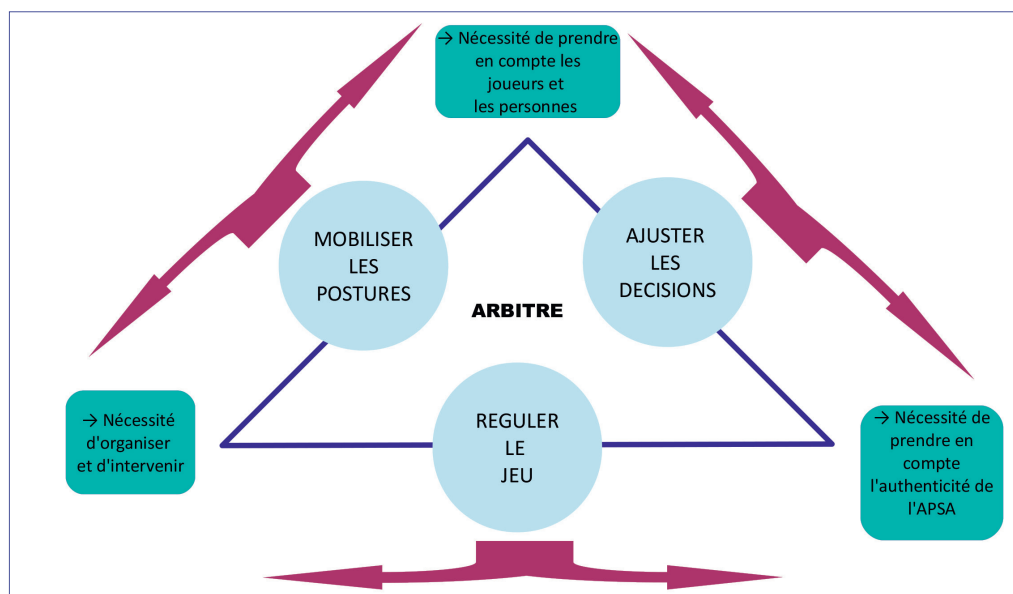 → Nécessité de prendre
en compte les
joueurs et
les personnes
MOBILISER
LES
POSTURES
AJUSTER
LES
DECISIONS
ARBITRE
→ Nécessité
d'organiser
et d'intervenir
REGULER
LE
JEU
→ Nécessité de
prendre en
compte
l'authenticité de
l'APSA